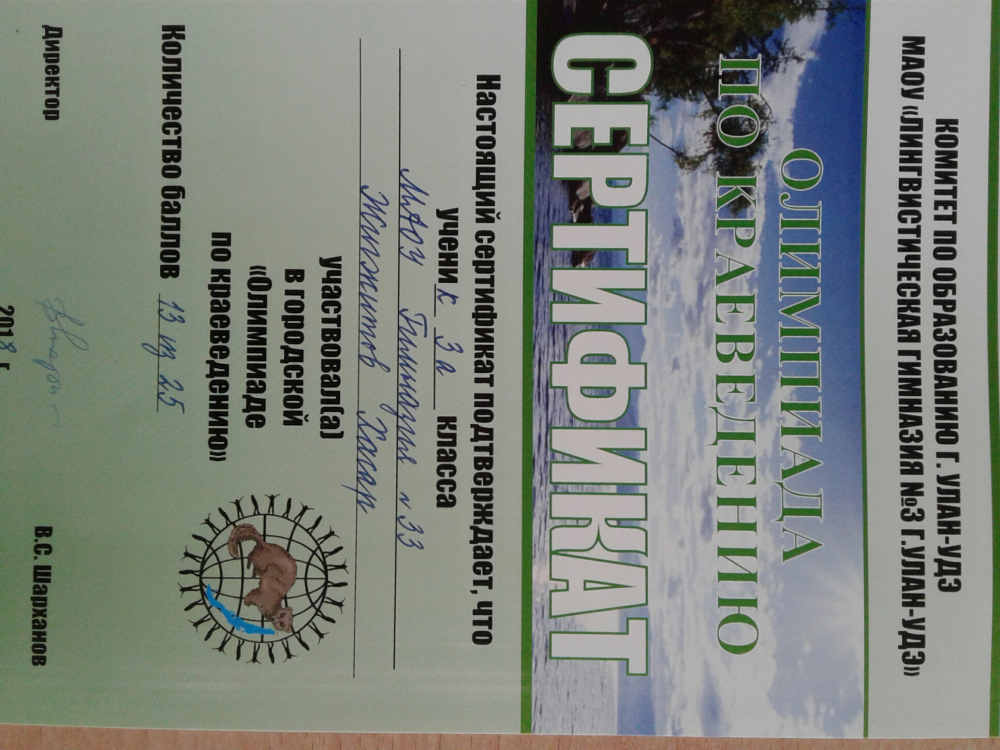 КОМИТЕТ ПО ОБРАЗОВАНИЮ Г. УЛАН-УДЭ
МАОУ «ЛИНГВИСТИЧЕСКАЯ ГИМНАЗИЯ №3 Г.УЛАН-УДЭ»
ОЛИМПИАДА
ПО КРАЕВЕДЕНИЮ
СЕРТИФИКАТ
Настоящий сертификат подтверждает, что
ученик 3а класса
МАОУ Гимназия №33
Жигжитов
участвовал(а)
в городской
«Олимпиаде
по краеведению»
Количество баллов 13 из 25
Директор В.С. Шарханов
2018 г